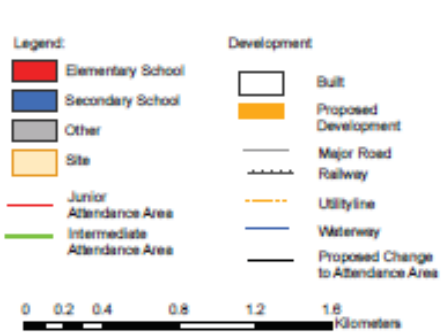 Legend:
Elementary School
Secondary School
Other
Site
Junior
Attendance Area
Intermediate
Attendance Area
Development
Built
Proposed
Development
Major Road
Railway
Utilityline
Waterway
Proposed Change
to Attendance Area
0 0.2 0.4 0.8 1.2 1.6
Kilometers